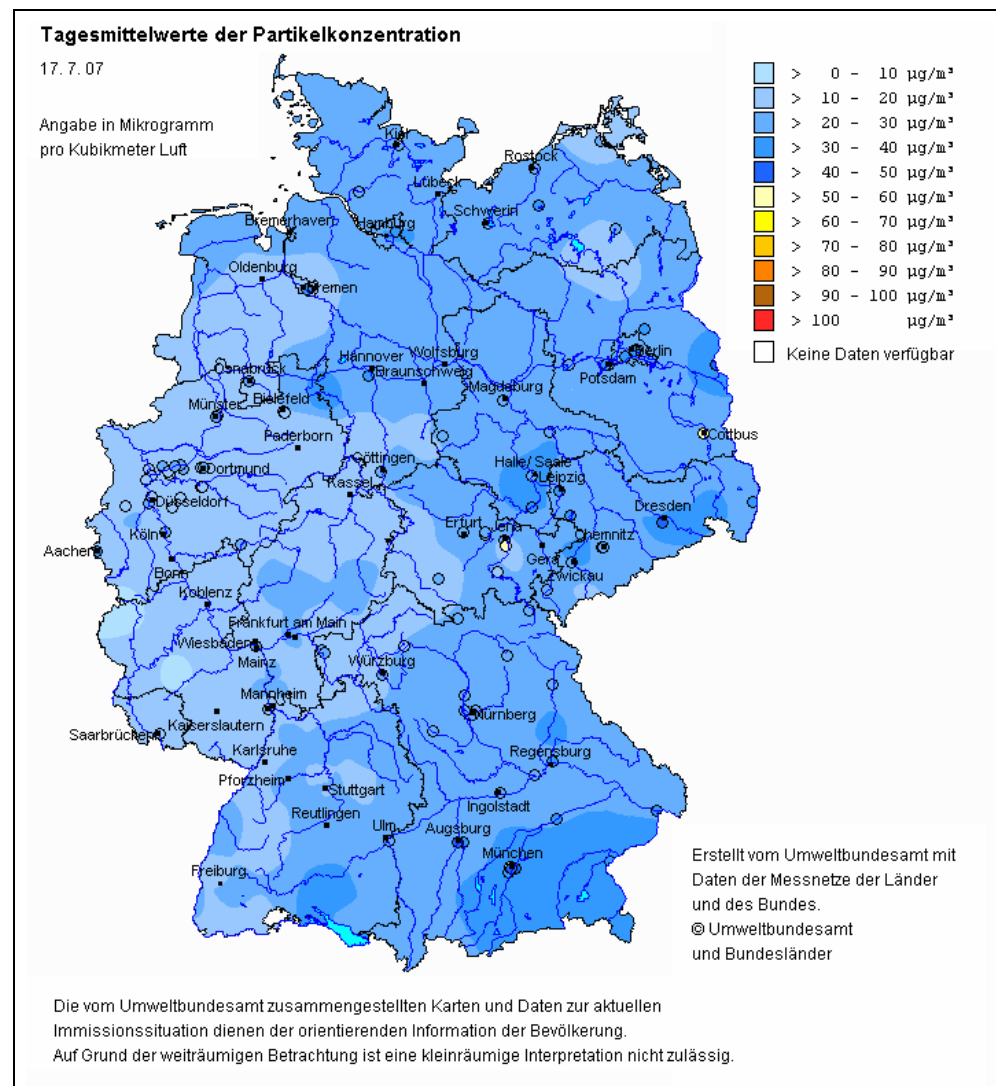 Tagesmittelwerte der Partikelkonzentration
17. 7. 07
Angabe in Mikrogramm
pro Kubikmeter Luft
> 0 - 10 µg/m³
> 10 - 20 µg/m³
> 20 - 30 µg/m³
> 30 - 40 µg/m³
> 40 - 50 µg/m³
> 50 - 60 µg/m³
> 60 - 70 µg/m³
> 70 - 80 µg/m³
> 80 - 90 µg/m³
> 90 - 100 µg/m³
> 100 µg/m³
Keine Daten verfügbar
Kiel
Rostock
Lübeck
Schwerin
Bremerhaven
Hamburg
Oldenburg
Bremen
Hannover
Wolfsburg
Berlin
Osnabrück
Braunschweig
Potsdam
Magdeburg
Münster
Bielefeld
Paderborn
Cottbus
Göttingen
Halle/ Saale
Dortmund
Kassel
Leipzig
Düsseldorf
Dresden
Erfurt
Jena
Köln
Chemnitz
Aachen
Gera
Bonn
Zwickau
Koblenz
Frankfurt am Main
Wiesbaden
Mainz
Würzburg
Mannheim
Nürnberg
Kaiserslautern
Saarbrücken
Karlsruhe
Regensburg
Pforzheim
Stuttgart
Ingolstadt
Reutlingen
Ulm
Augsburg
München
Freiburg
Erstellt vom Umweltbundesamt mit
Daten der Messnetze der Länder
und des Bundes.
© Umweltbundesamt
und Bundesländer
Die vom Umweltbundesamt zusammengestellten Karten und Daten zur aktuellen
Immissionssituation dienen der orientierenden Information der Bevölkerung.
Auf Grund der weiträumigen Betrachtung ist eine kleinräumige Interpretation nicht zulässig.